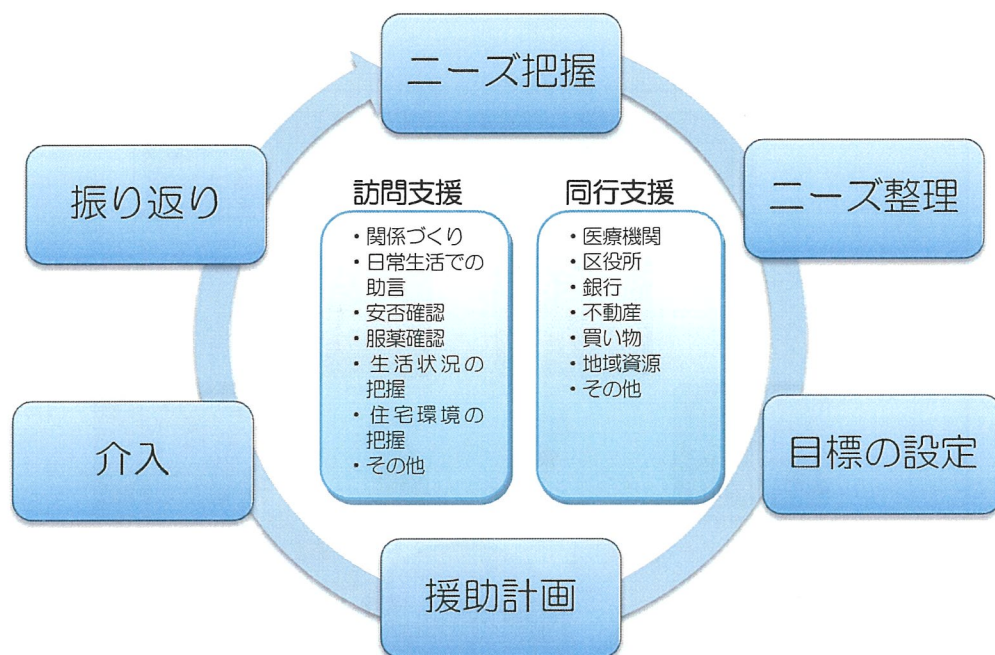 ニーズ把握
振り返り
ニーズ整理
訪問支援
・関係づくり
・日常生活での
助言
・安否確認
・服薬確認
・生活状況の
把握
・住宅環境の
把握
・その他
同行支援
・医療機関
・区役所
・銀行
・不動産
・買い物
・地域資源
・その他
介入
目標の設定
援助計画